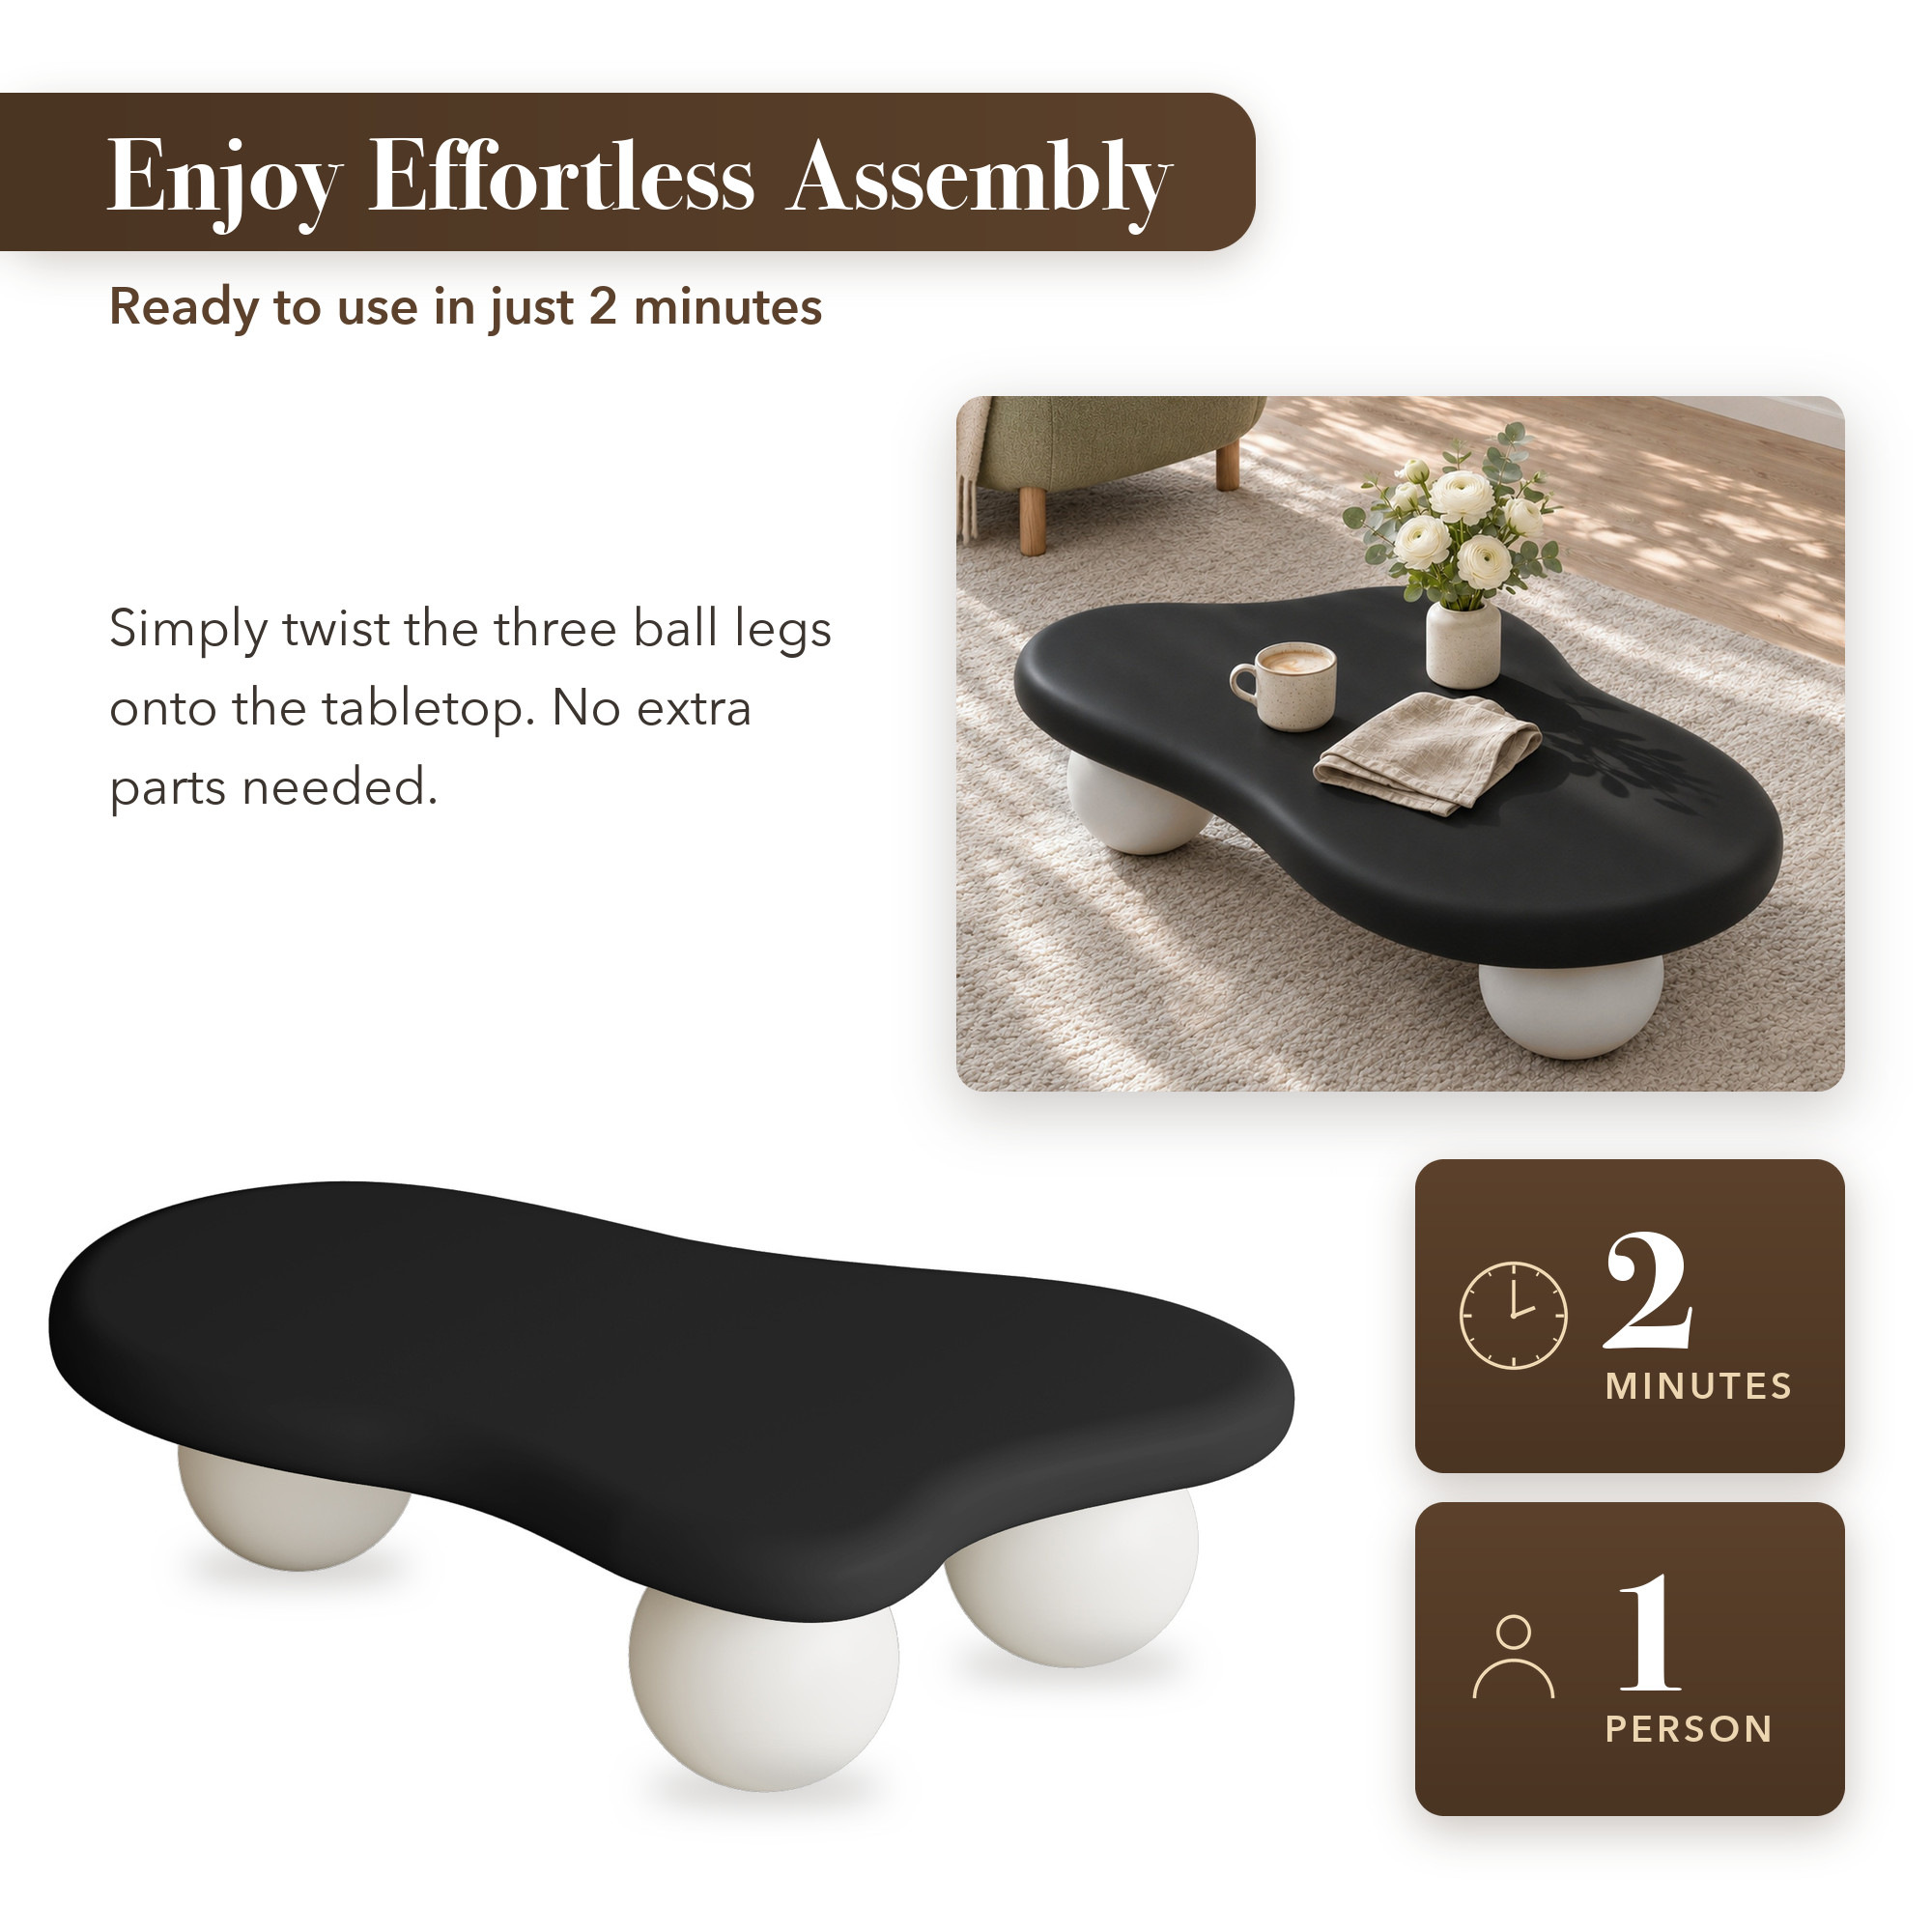 Enjoy Effortless Assembly
Ready to use in just 2 minutes
Simply twist the three ball legs
onto the tabletop. No extra
parts needed.
2
MINUTES
1
PERSON